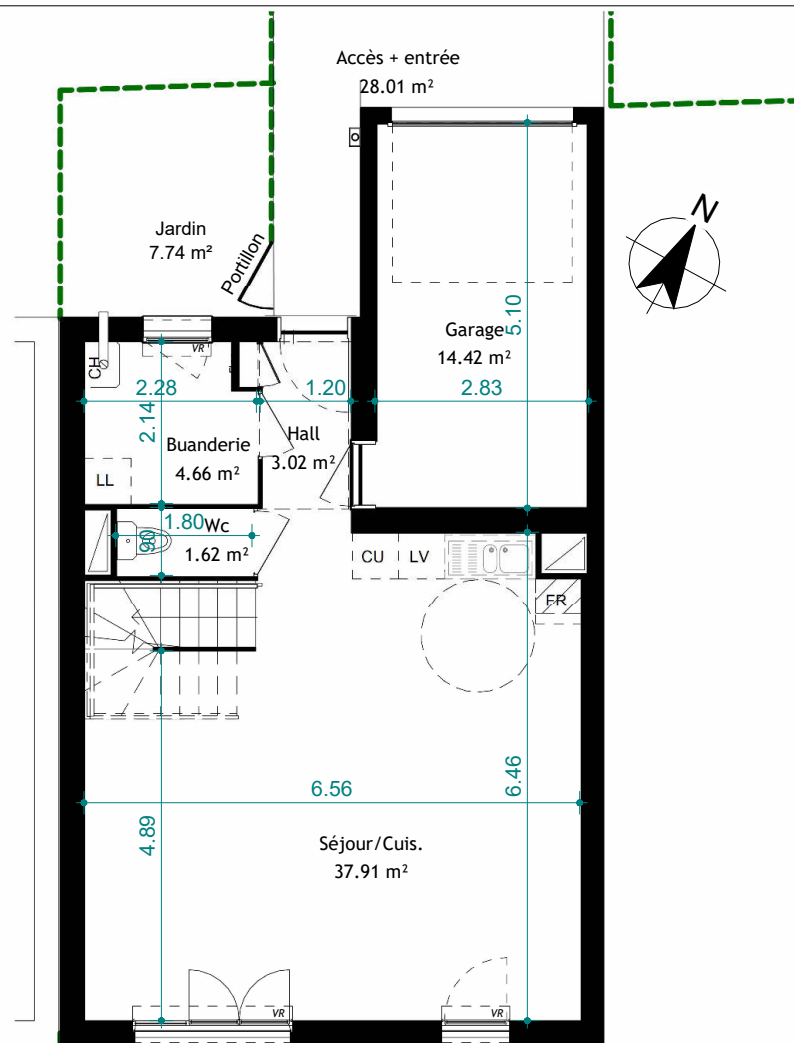 Accès + entrée
28.01 m²
N
Jardin
7.74 m²
Portillon
Garage
14.42 m²
5.10
2.83
CH
VR
2.28
1.20
2.14
Hall
3.02 m²
Buanderie
4.66 m²
LL
1.80
Wc
1.62 m²
90
CU
LV
FR
6.56
6.46
4.89
Séjour/Cuis.
37.91 m²
VR
VR